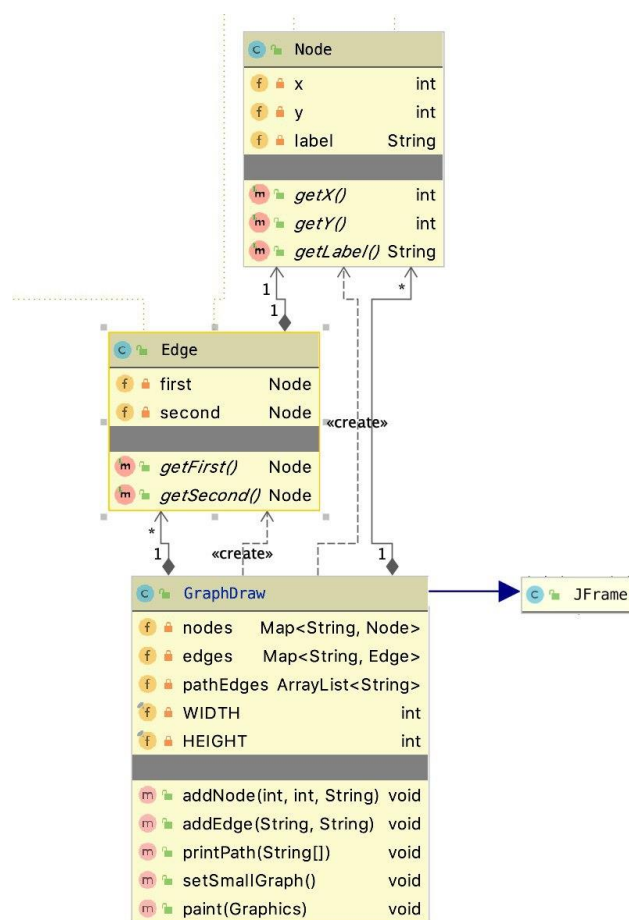 Node
x int
y int
label String
getX() int
getY() int
getLabel() String
1 *
1
Edge
first Node
second Node
«create»
getFirst() Node
getSecond() Node
*
1 «create» 1
GraphDraw
JFrame
nodes Map<String, Node>
edges Map<String, Edge>
pathEdges ArrayList<String>
WIDTH int
HEIGHT int
addNode(int, int, String) void
addEdge(String, String) void
printPath(String[]) void
setSmallGraph() void
paint(Graphics) void